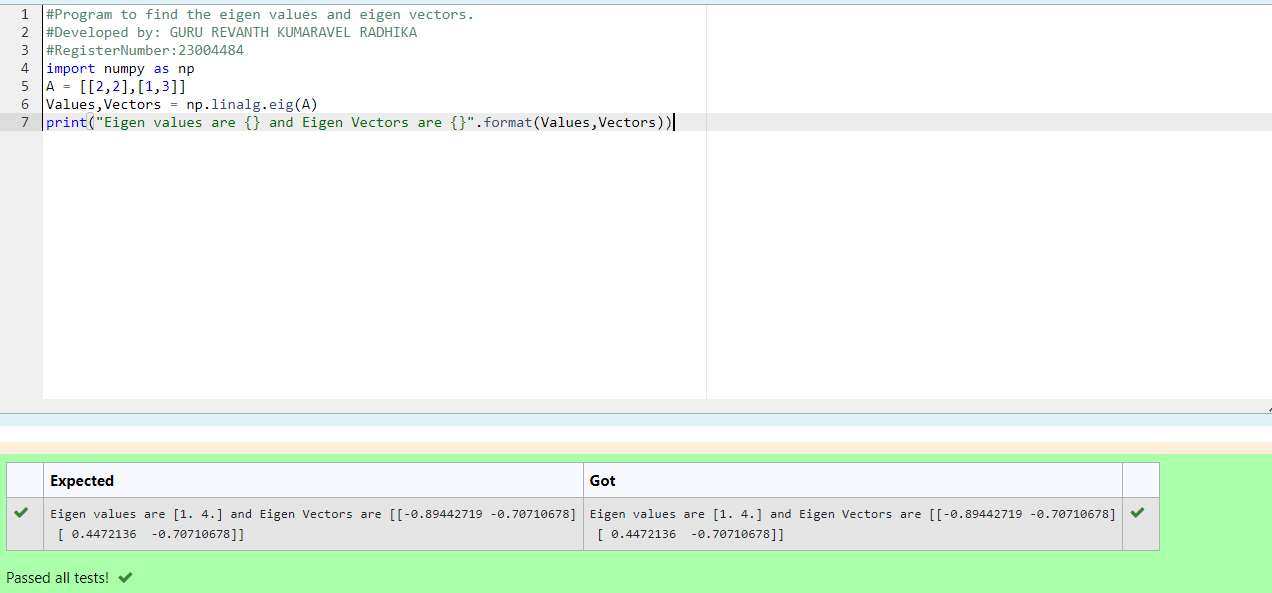 1 #Program to find the eigen values and eigen vectors.
2 #Developed by: GURU REVANTH KUMARAVEL RADHIKA
3 #RegisterNumber:23004484
4 import numpy as np
5 A = [[2,2],[1,3]]
6 Values,Vectors = np.linalg.eig(A)
7 print("Eigen values are {} and Eigen Vectors are {}".format(Values,Vectors))
Expected Got
Eigen values are [1. 4.] and Eigen Vectors are [[-0.89442719 -0.70710678] Eigen values are [1. 4.] and Eigen Vectors are [[-0.89442719 -0.70710678]
[ 0.4472136  -0.70710678]] [ 0.4472136  -0.70710678]]
Passed all tests!